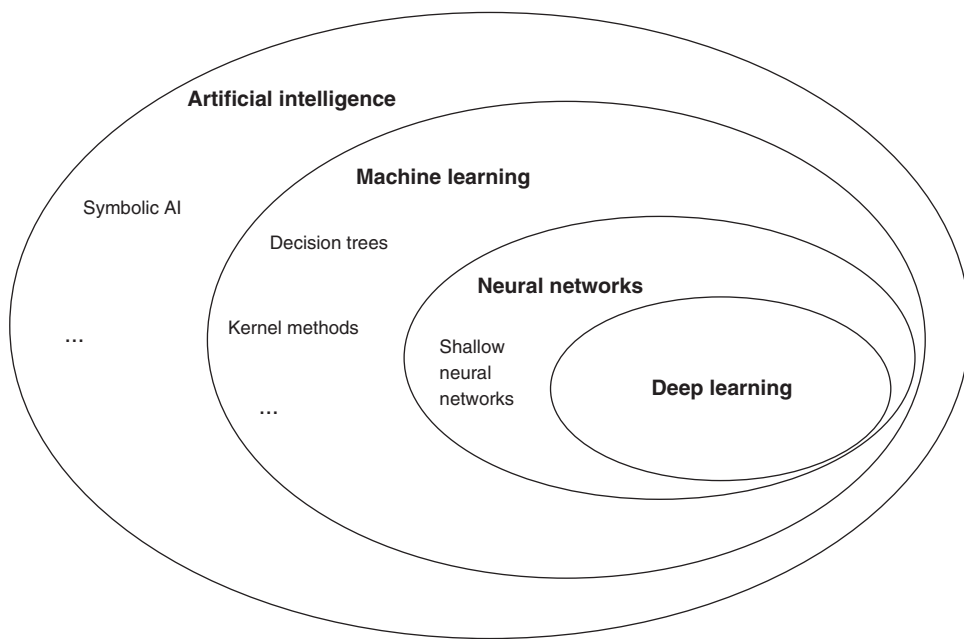 Artificial intelligence
Machine learning
Symbolic AI
Decision trees
Neural networks
Kernel methods
...
Shallow
neural
networks
Deep learning
...